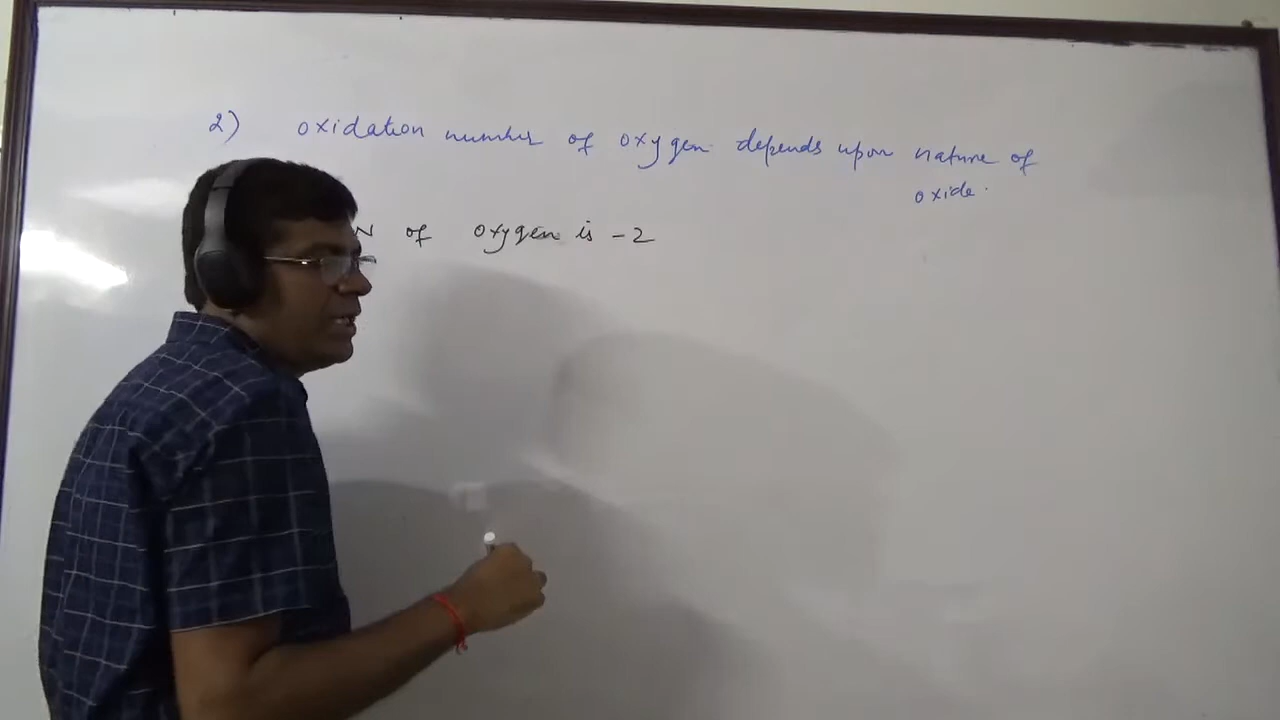 2) oxidation number of oxygen depends upon nature of
oxide.
N of oxygen is -2